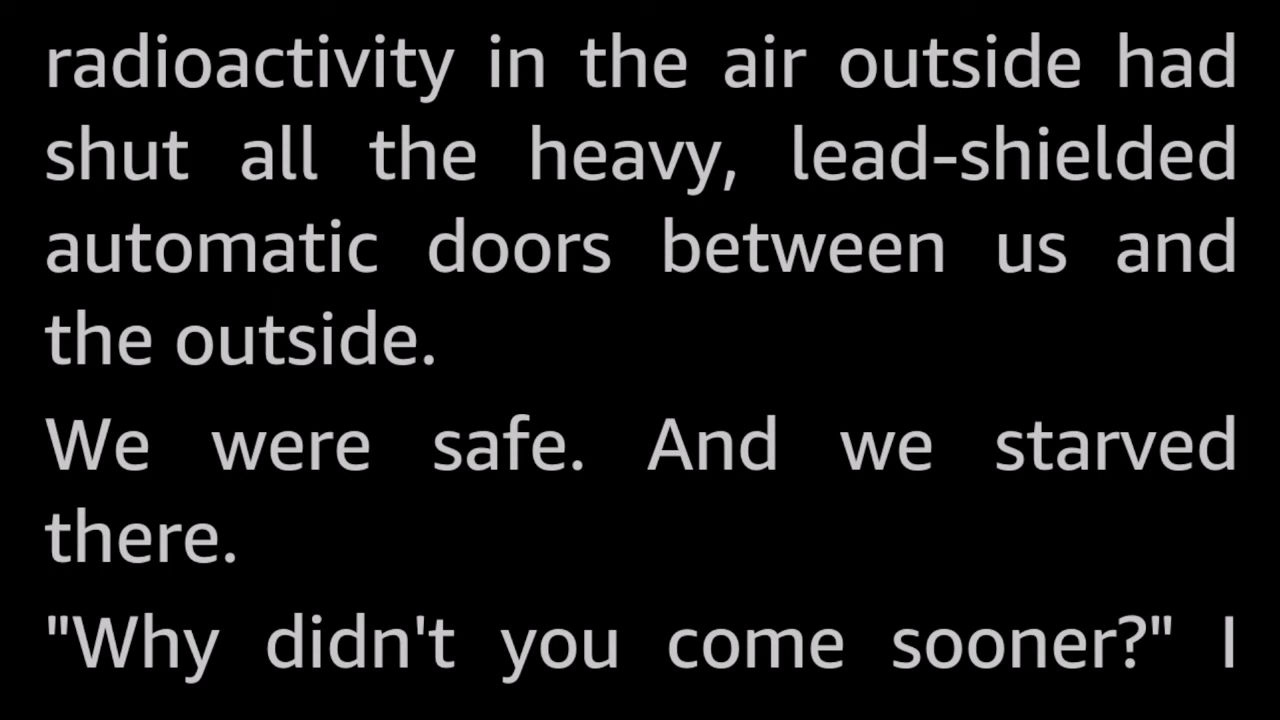 radioactivity in the air outside had
shut all the heavy, lead-shielded
automatic doors between us and
the outside.
We were safe. And we starved
there.
"Why didn't you come sooner?" I